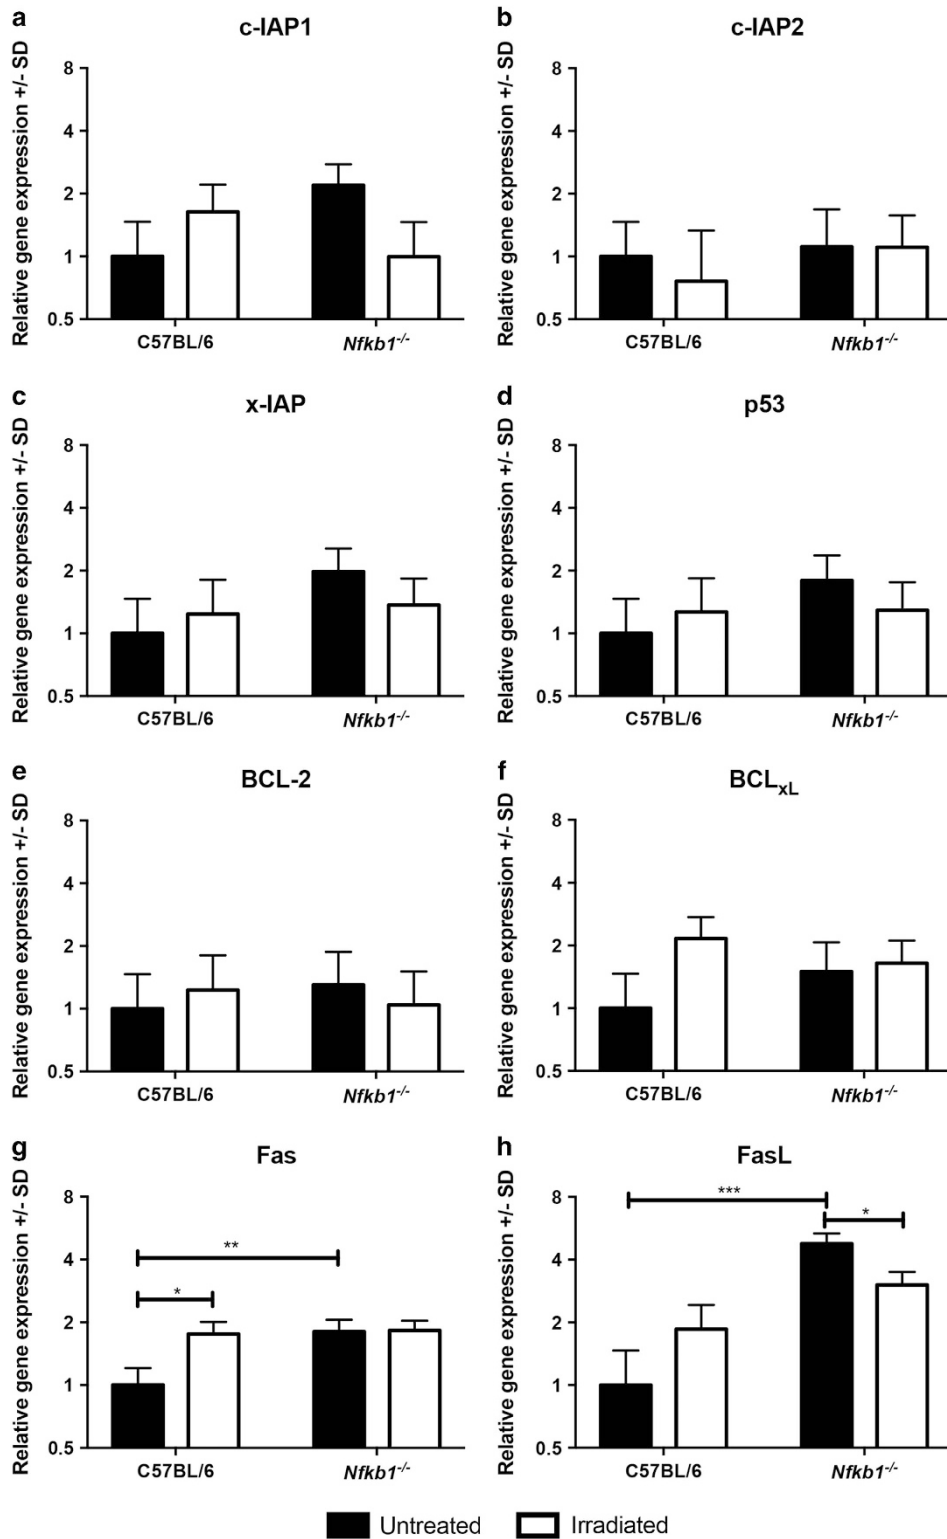 a
c-IAP1
Relative gene expression +/- SD
8
4
2
1
0.5
C57BL/6
Nfkb1-/-
b
c-IAP2
Relative gene expression +/- SD
8
4
2
1
0.5
C57BL/6
Nfkb1-/-
c
x-IAP
Relative gene expression +/- SD
8
4
2
1
0.5
C57BL/6
Nfkb1-/-
d
p53
Relative gene expression +/- SD
8
4
2
1
0.5
C57BL/6
Nfkb1-/-
e
BCL-2
Relative gene expression +/- SD
8
4
2
1
0.5
C57BL/6
Nfkb1-/-
f
BCLxL
Relative gene expression +/- SD
8
4
2
1
0.5
C57BL/6
Nfkb1-/-
g
Fas
Relative gene expression +/- SD
8
4
2
1
0.5
**
*
C57BL/6
Nfkb1-/-
h
FasL
Relative gene expression +/- SD
8
4
2
1
0.5
***
*
C57BL/6
Nfkb1-/-
Untreated
Irradiated